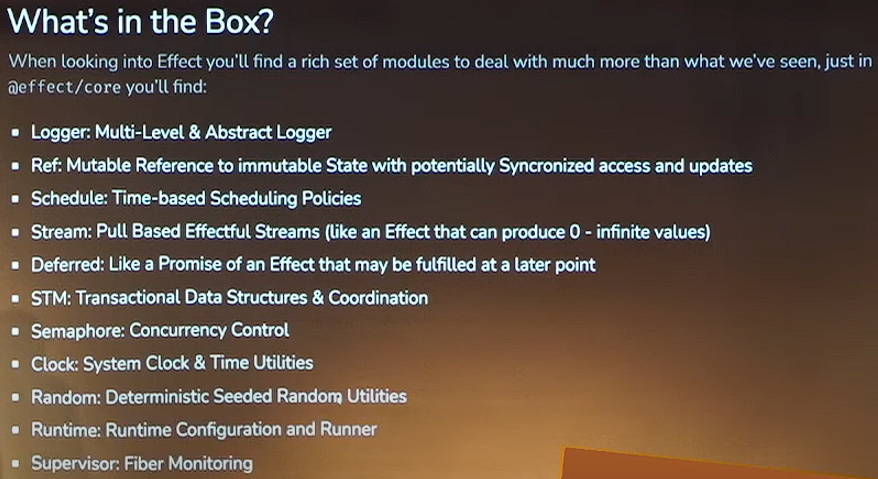 What's in the Box?
When looking into Effect you'll find a rich set of modules to deal with much more than what we've seen, just in
@effect/core you'll find:
▪ Logger: Multi-Level & Abstract Logger
▪ Ref: Mutable Reference to immutable State with potentially Syncronized access and updates
▪ Schedule: Time-based Scheduling Policies
▪ Stream: Pull Based Effectful Streams (like an Effect that can produce 0 - infinite values)
▪ Deferred: Like a Promise of an Effect that may be fulfilled at a later point
▪ STM: Transactional Data Structures & Coordination
▪ Semaphore: Concurrency Control
▪ Clock: System Clock & Time Utilities
▪ Random: Deterministic Seeded Random Utilities
▪ Runtime: Runtime Configuration and Runner
▪ Supervisor: Fiber Monitoring